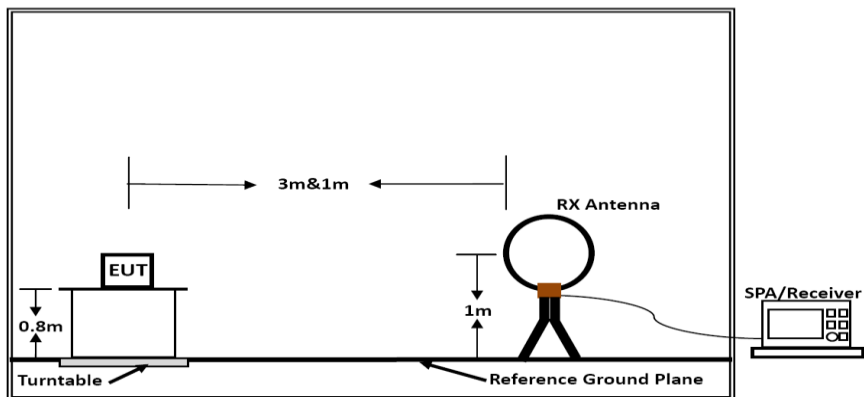 3m&1m
RX Antenna
EUT
SPA/Receiver
0.8m
1m
Turntable
Reference Ground Plane